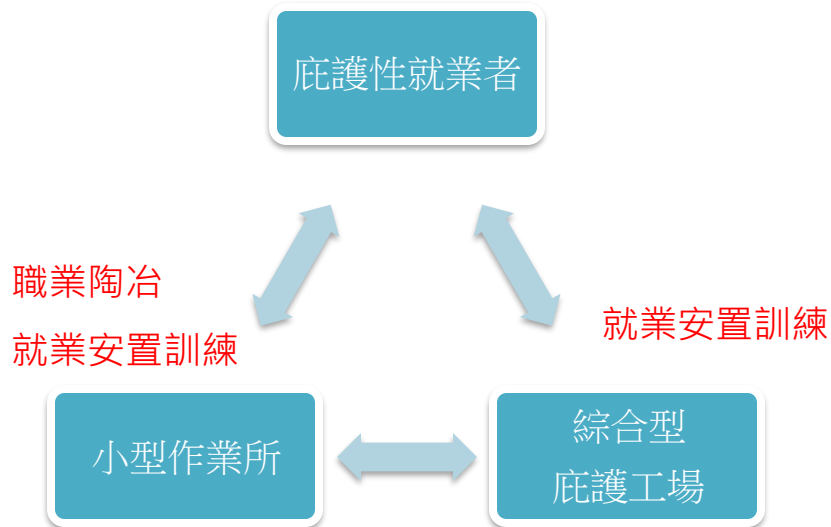 庇護性就業者
職業陶冶
就業安置訓練
就業安置訓練
小型作業所
綜合型
庇護工場